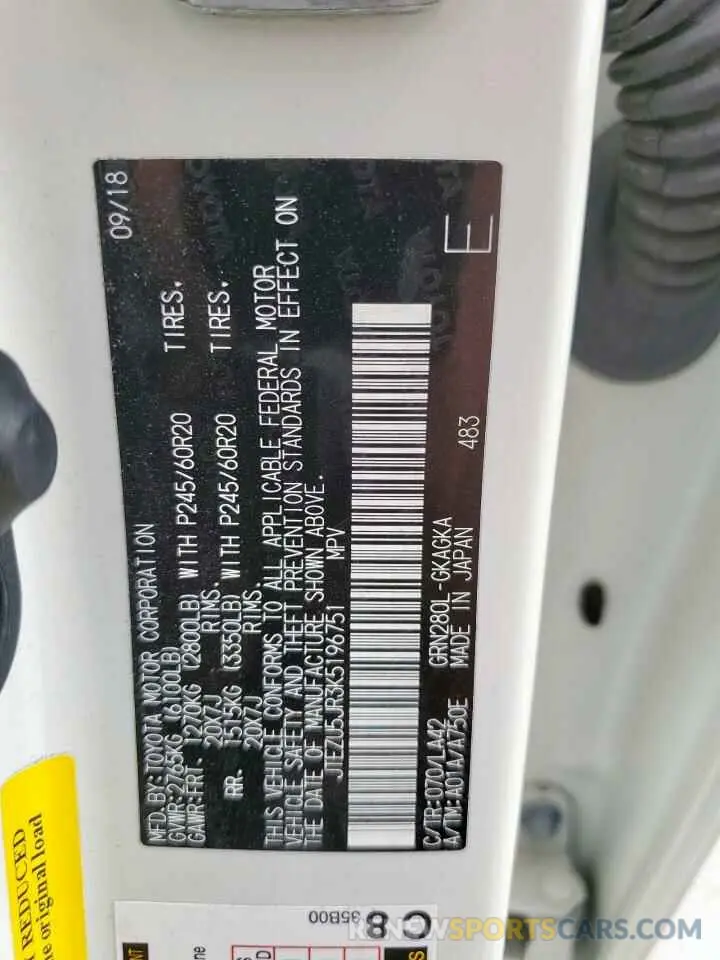 MFD. BY: TOYOTA MOTOR CORPORATION 09/18
GVWR: 2765KG (6100LB)
GAWR: FRT. 1270KG (2800LB) WITH P245/60R20 TIRES.
20X7J RIMS.
RR. 1515KG (3350LB) WITH P245/60R20 TIRES.
20X7J RIMS.
THIS VEHICLE CONFORMS TO ALL APPLICABLE FEDERAL MOTOR
VEHICLE SAFETY AND THEFT PREVENTION STANDARDS IN EFFECT ON
THE DATE OF MANUFACTURE SHOWN ABOVE.
JTEZU5JR3K5196751 MPV
E
C/TR: 070/LA42 GRN280L-GKAGKA 483
A/TM: A01A/A750E MADE IN JAPAN
REDUCED
original load
85B00
C8
RENEWSPORTSCARS.COM